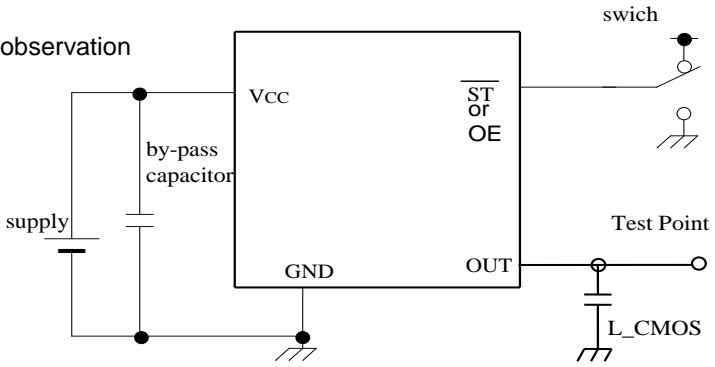 swich
observation
VCC
ST
or
OE
by-pass
capacitor
supply
Test Point
GND
OUT
L_CMOS